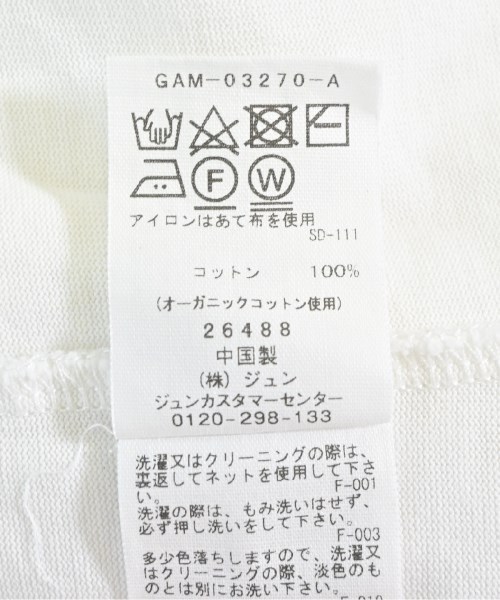 GAM-03270-A
F W
アイロンはあて布を使用
SD-111
コットン 100%
(オーガニックコットン使用)
26488
中国製
(株) ジュン
ジュンカスタマーセンター
0120-298-133
洗濯又はクリーニングの際は、
裏返してネットを使用して下さ
い。 F-001
洗濯の際は、もみ洗いはせず、
必ず押し洗いをして下さい。
F-003
多少色落ちしますので、洗濯又
はクリーニングの際、淡色のも
のとは別にお洗い下さい。